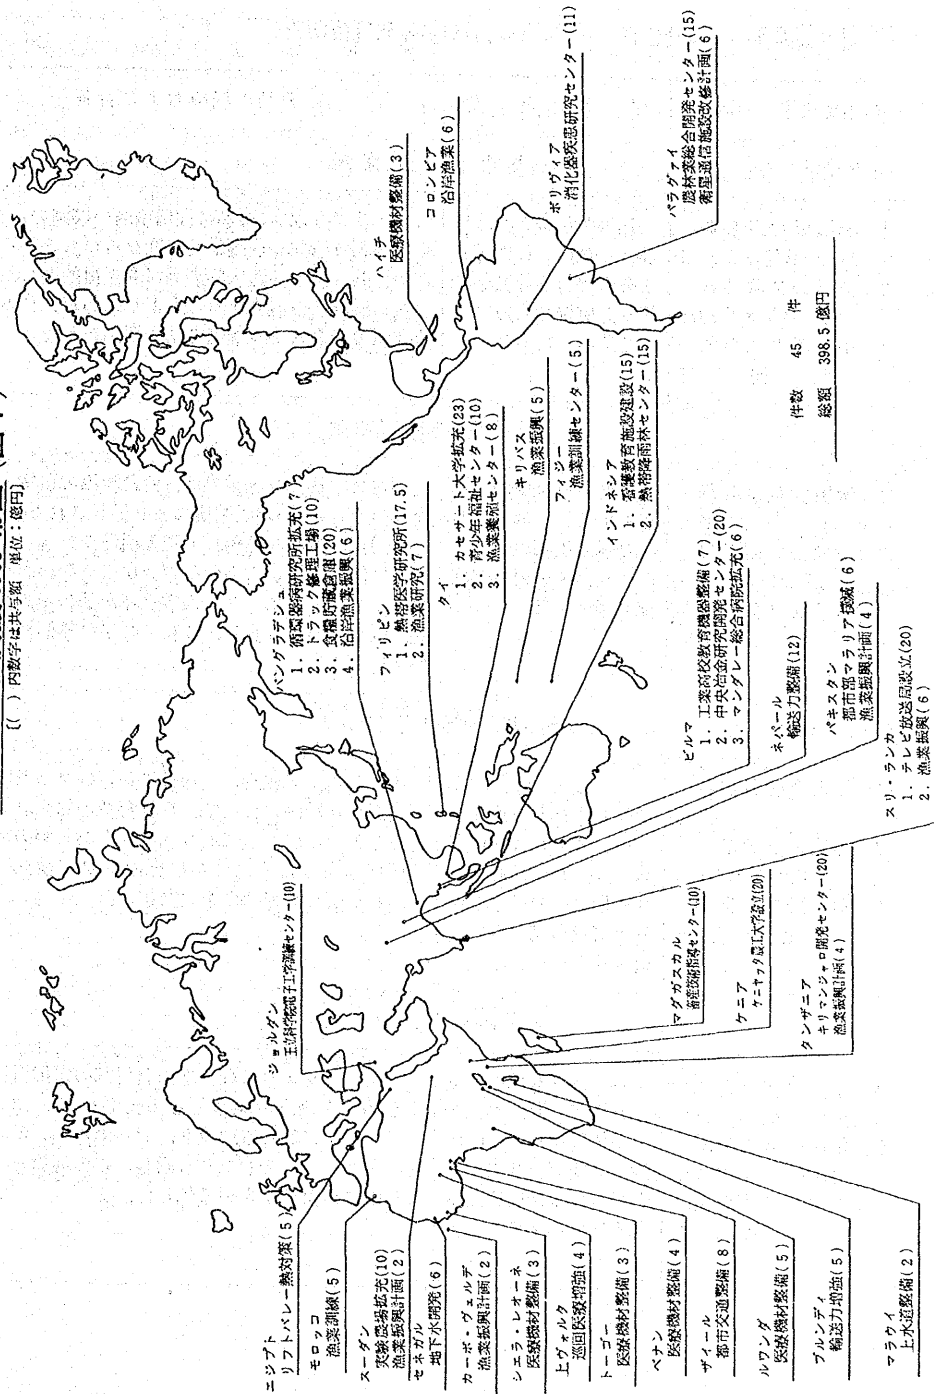 〔( )内数字は供与額 単位:億円〕
バングラデシュ
1. 循環器病研究所拡充(7)
2. トラック修理工場(10)
3. 食糧貯蔵倉庫(20)
4. 沿岸漁業振興(6)
フィリピン
1. 熱帯医学研究所(17.5)
2. 漁業研究(7)
タイ
1. カセサート大学拡充(23)
2. 青少年福祉センター(10)
3. 漁業養殖センター(8)
キリバス
漁業振興(5)
フィジー
漁業訓練センター(5)
インドネシア
1. 看護教育施設建設(15)
2. 熱帯降雨林センター(15)
ハイチ
医療機材整備(3)
コロンビア
沿岸漁業(6)
ボリヴィア
消化器疾患研究センター(11)
パラグァイ
農林業総合開発センター(15)
衛星通信施設改修計画(6)
件数 45 件
総額 398.5 億円
ビルマ
1. 工業高校教育機器整備(7)
2. 中央冶金研究開発センター(20)
3. マンダレー総合病院拡充(6)
ネパール
輸送力整備(12)
パキスタン
都市部マラリア撲滅(6)
漁業振興計画(4)
スリ・ランカ
1. テレビ放送局設立(20)
2. 漁業振興(6)
ジョルダン
王立科学院電子工学訓練センター(10)
マダガスカル
畜産技術指導センター(10)
ケニア
ケニヤッタ農工大学設立(20)
タンザニア
キリマンジャロ開発センター(20)
漁業振興計画(4)
エジプト
リフトバレー熱対策(5)
モロッコ
漁業訓練(5)
スーダン
実験農場拡充(10)
漁業振興計画(2)
セネガル
地下水開発(6)
カーボ・ヴェルデ
漁業振興計画(2)
シエラ・レオーネ
医療機材整備(3)
上ヴォルタ
巡回医療増強(4)
トーゴー
医療機材整備(3)
ベナン
医療機材整備(4)
ザイール
都市交通整備(8)
ルワンダ
医療機材整備(5)
ブルンディ
輸送力増強(5)
マラウイ
上水道整備(2)